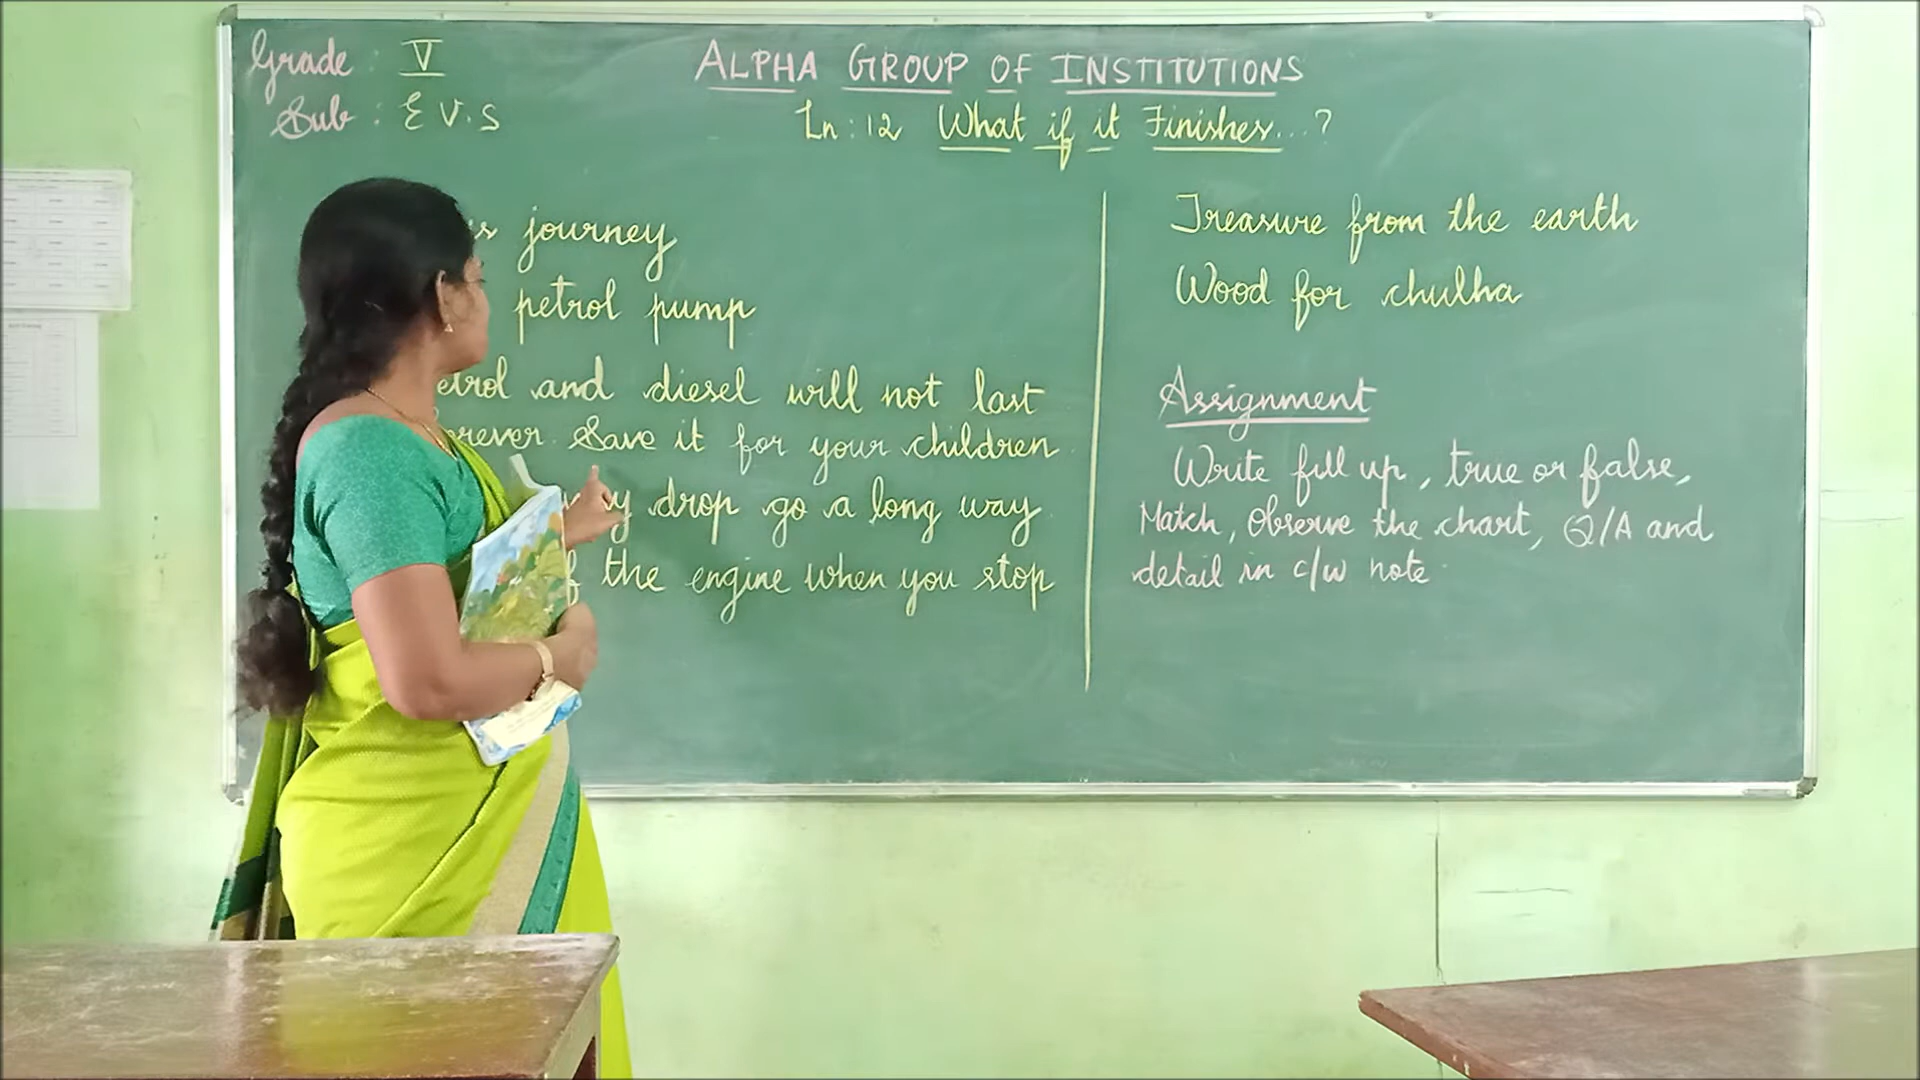 Grade : V
Sub : E V.S
ALPHA GROUP OF INSTITUTIONS
Ln : 12 What if it Finishes...?
journey
petrol pump
and diesel will not last
Save it for your children
drop go a long way
the engine when you stop
Treasure from the earth
Wood for chulha
Assignment
Write fill up, true or false,
Match, Observe the chart, Q/A and
detail in c/w note